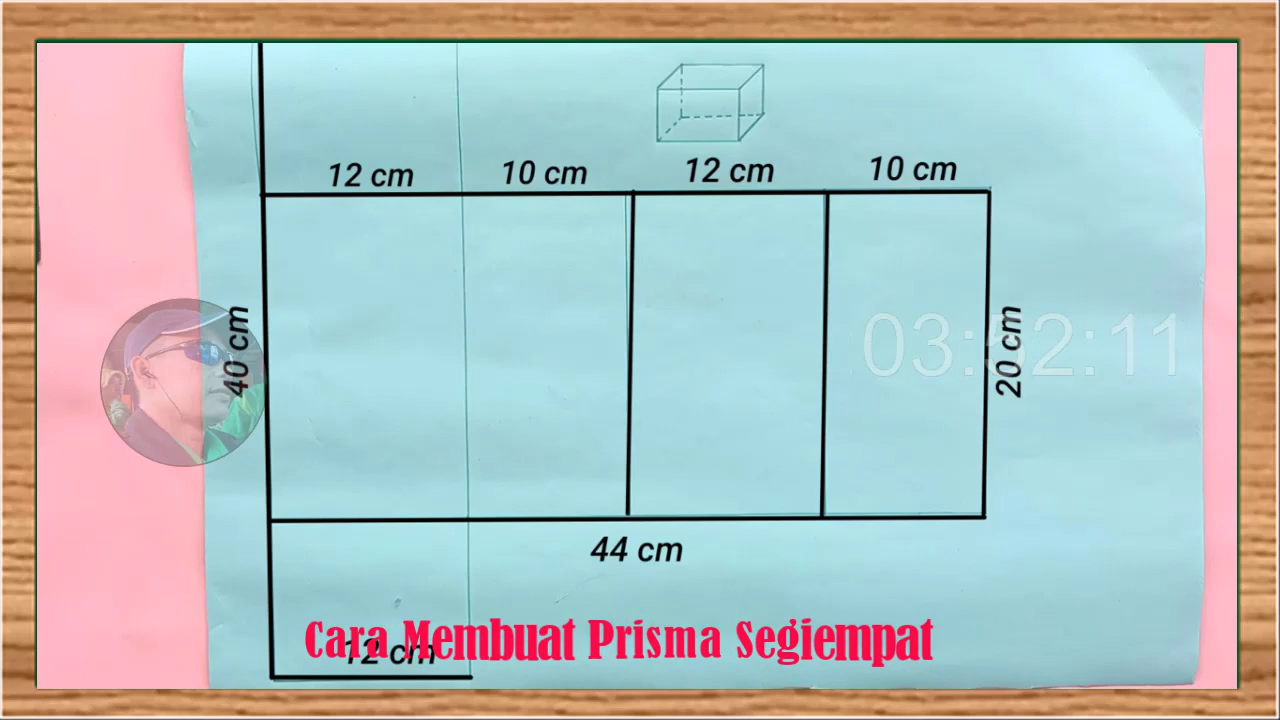 12 cm
10 cm
12 cm
10 cm
40 cm
03:52:11
20 cm
44 cm
12 cm
Cara Membuat Prisma Segiempat